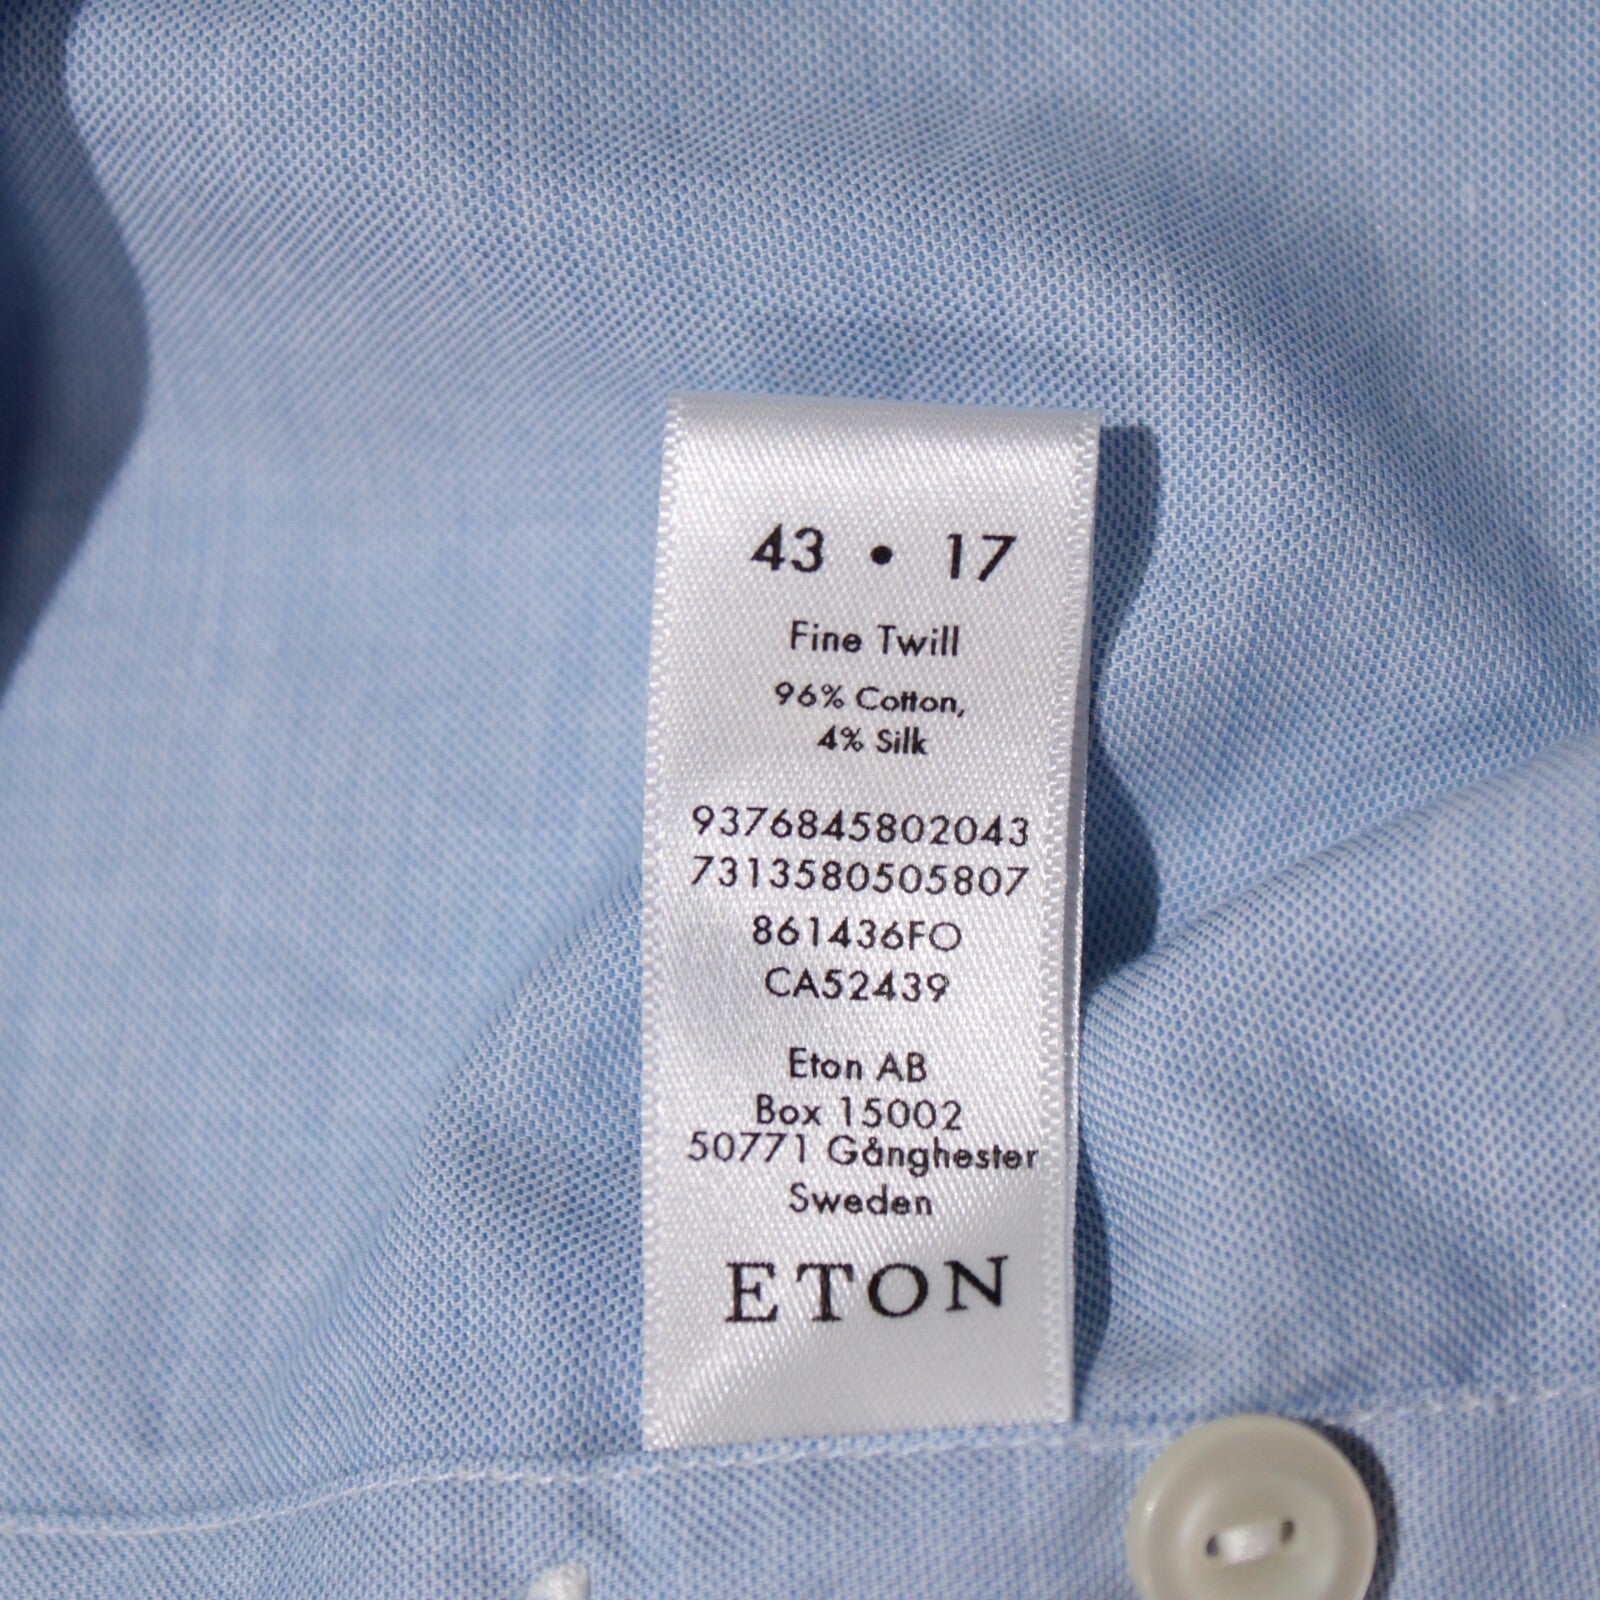 43 • 17
Fine Twill
96% Cotton,
4% Silk
9376845802043
7313580505807
861436FO
CA52439
Eton AB
Box 15002
50771 Gånghester
Sweden
ETON